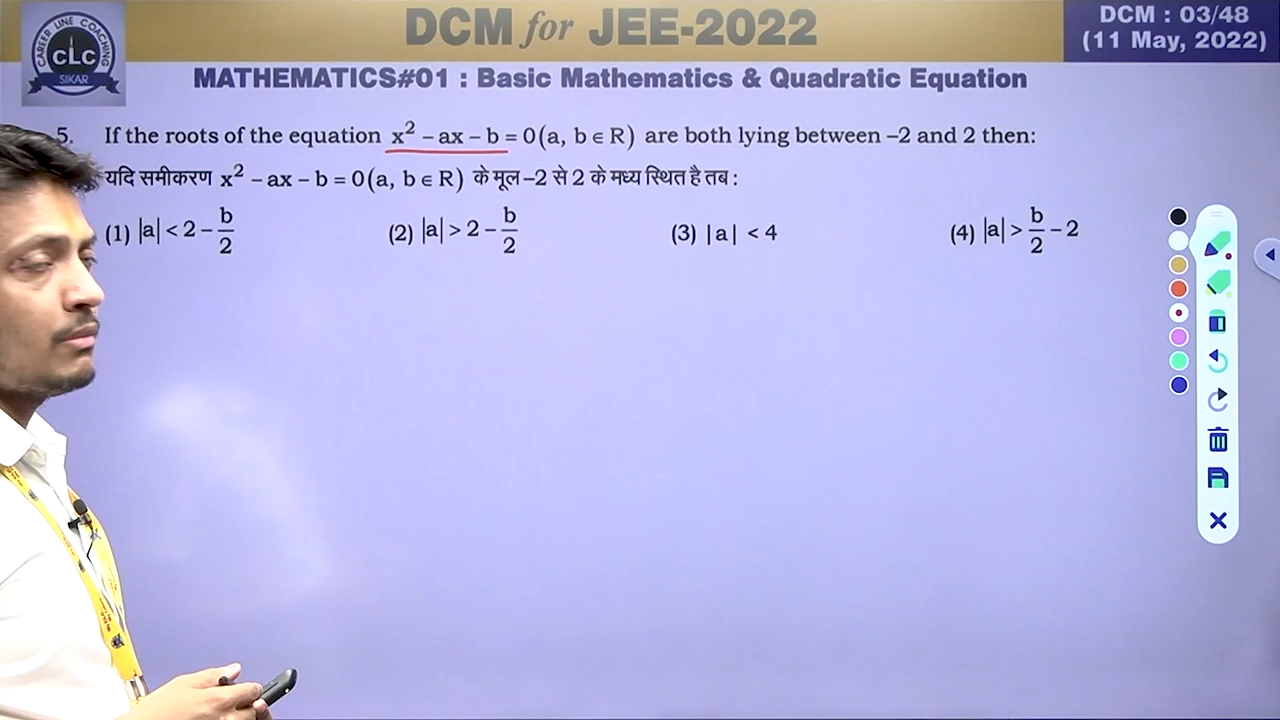 DCM for JEE-2022
DCM : 03/48
(11 May, 2022)
CAREER LINE COACHING
CLC
SIKAR
MATHEMATICS#01 : Basic Mathematics & Quadratic Equation
5. If the roots of the equation x² – ax – b = 0(a, b ∈ R) are both lying between –2 and 2 then:
यदि समीकरण x² – ax – b = 0(a, b ∈ R) के मूल –2 से 2 के मध्य स्थित है तब :
(1) |a| < 2 – b/2 (2) |a| > 2 – b/2 (3) |a| < 4 (4) |a| > b/2 – 2